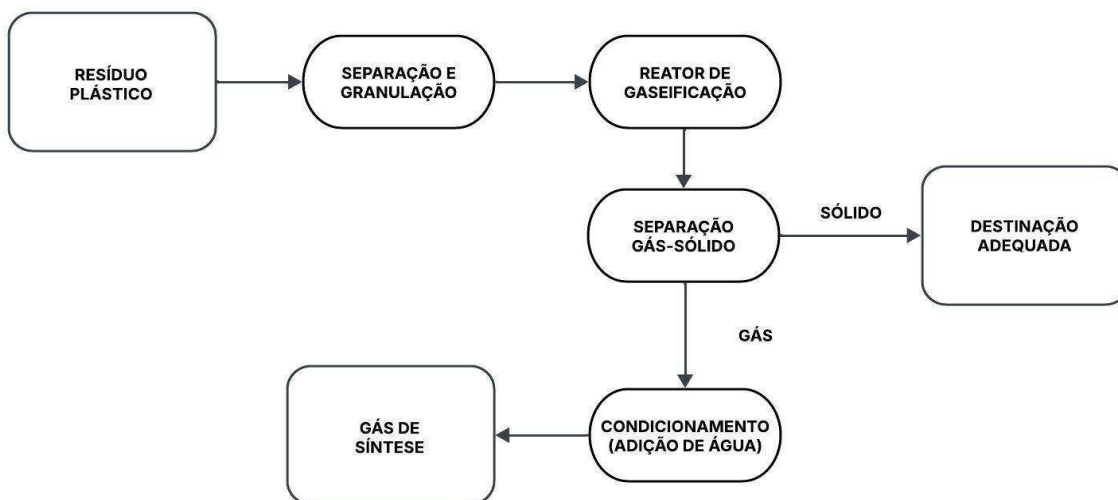 RESÍDUO
PLÁSTICO
SEPARAÇÃO E
GRANULAÇÃO
REATOR DE
GASEIFICAÇÃO
SEPARAÇÃO
GÁS-SÓLIDO
SÓLIDO
DESTINAÇÃO
ADEQUADA
GÁS
CONDICIONAMENTO
(ADIÇÃO DE ÁGUA)
GÁS DE
SÍNTESE